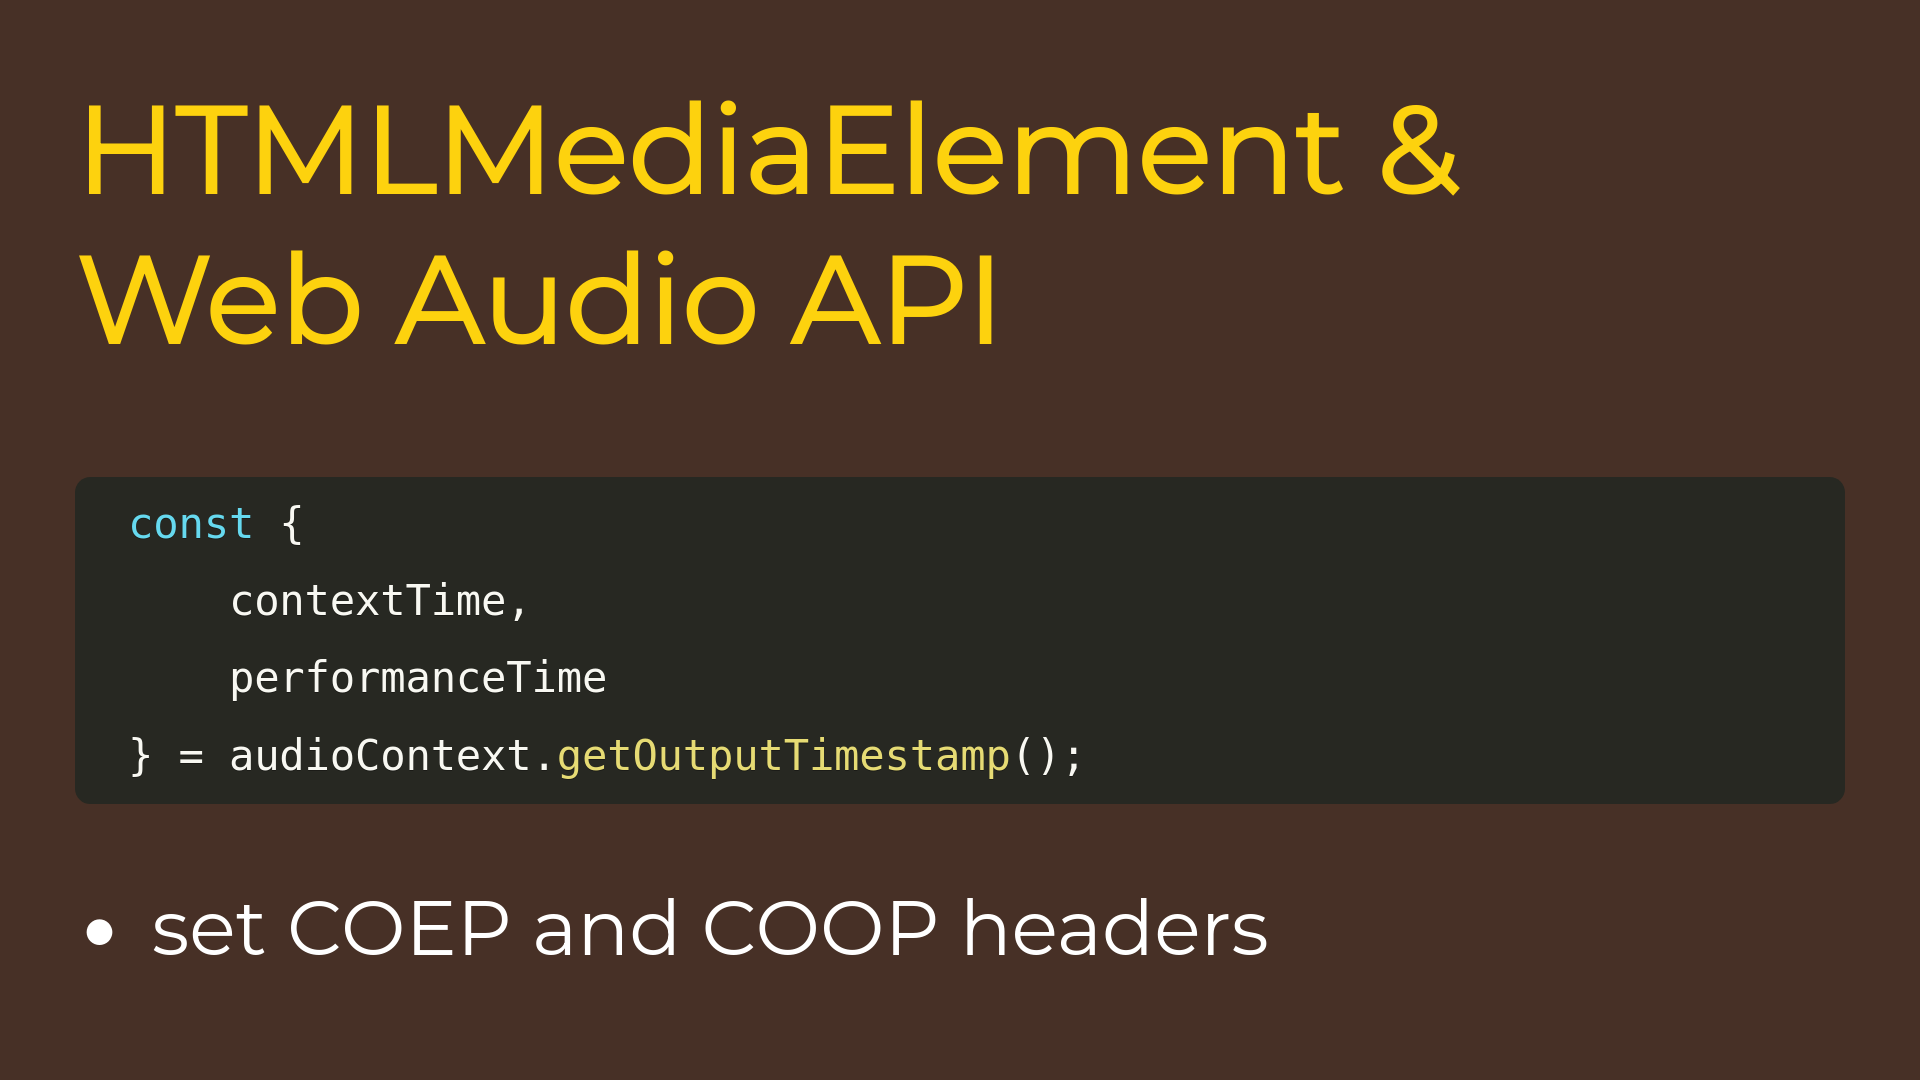 HTMLMediaElement &
Web Audio API
const {
    contextTime,
    performanceTime
} = audioContext.getOutputTimestamp();
• set COEP and COOP headers